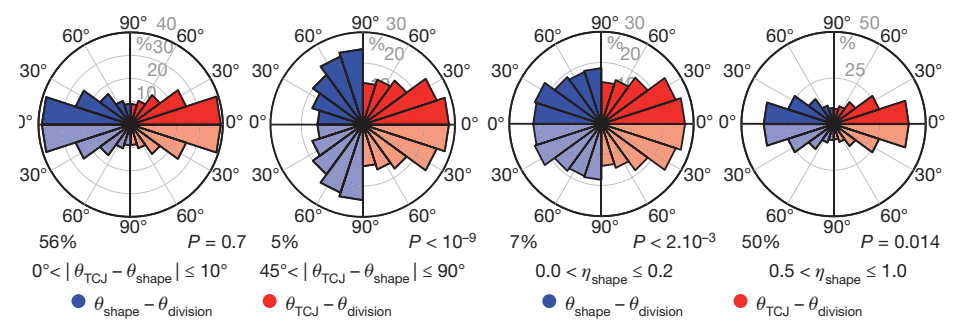 90° 40
60° % 30 60°
20
30° 10 30°
0° 0°
30° 30°
60° 60°
90°
56% P = 0.7
0° < | θTCJ – θshape | ≤ 10°
90° 30
60° % 20 60°
30° 30°
0°
30° 30°
60° 60°
90°
5% P < 10⁻⁹
45° < | θTCJ – θshape | ≤ 90°
90° 30
60° % 20 60°
30° 30°
0° 0°
30° 30°
60° 60°
90°
7% P < 2.10⁻³
0.0 < ηshape ≤ 0.2
90° 50
60° % 60°
25
30° 30°
0° 0°
30° 30°
60° 60°
90°
50% P = 0.014
0.5 < ηshape ≤ 1.0
θshape – θdivision θTCJ – θdivision
θshape – θdivision θTCJ – θdivision